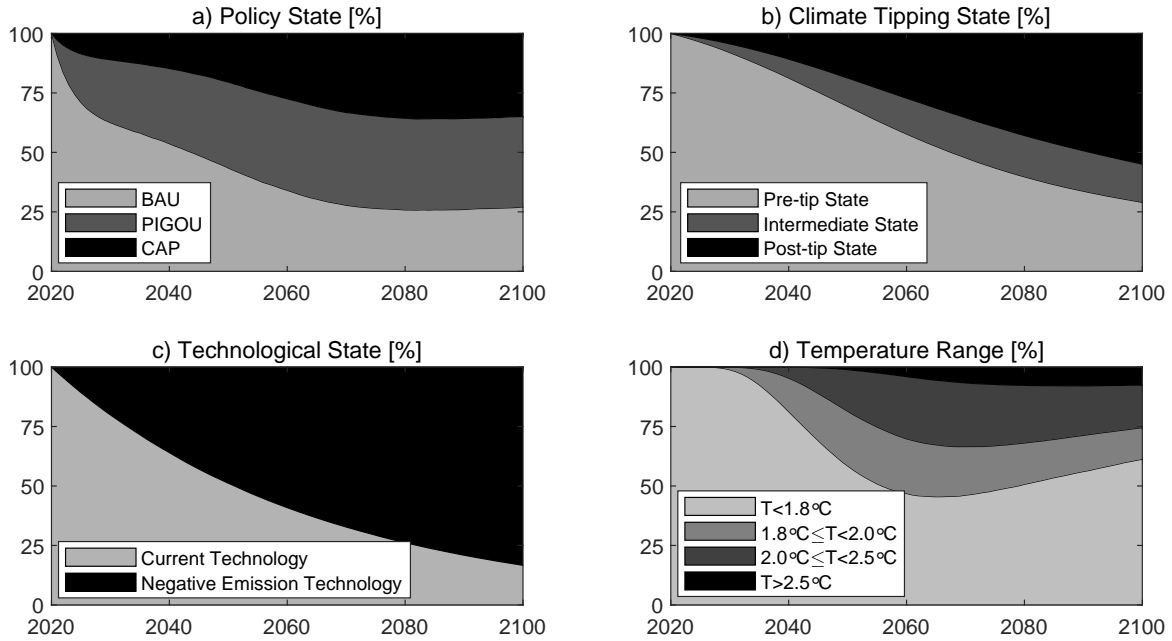 a) Policy State [%]
100
75
50
25
0
BAU
PIGOU
CAP
2020 2040 2060 2080 2100
b) Climate Tipping State [%]
100
75
50
25
0
Pre-tip State
Intermediate State
Post-tip State
2020 2040 2060 2080 2100
c) Technological State [%]
100
75
50
25
0
Current Technology
Negative Emission Technology
2020 2040 2060 2080 2100
d) Temperature Range [%]
100
75
50
25
0
T<1.8°C
1.8°C≤T<2.0°C
2.0°C≤T<2.5°C
T>2.5°C
2020 2040 2060 2080 2100